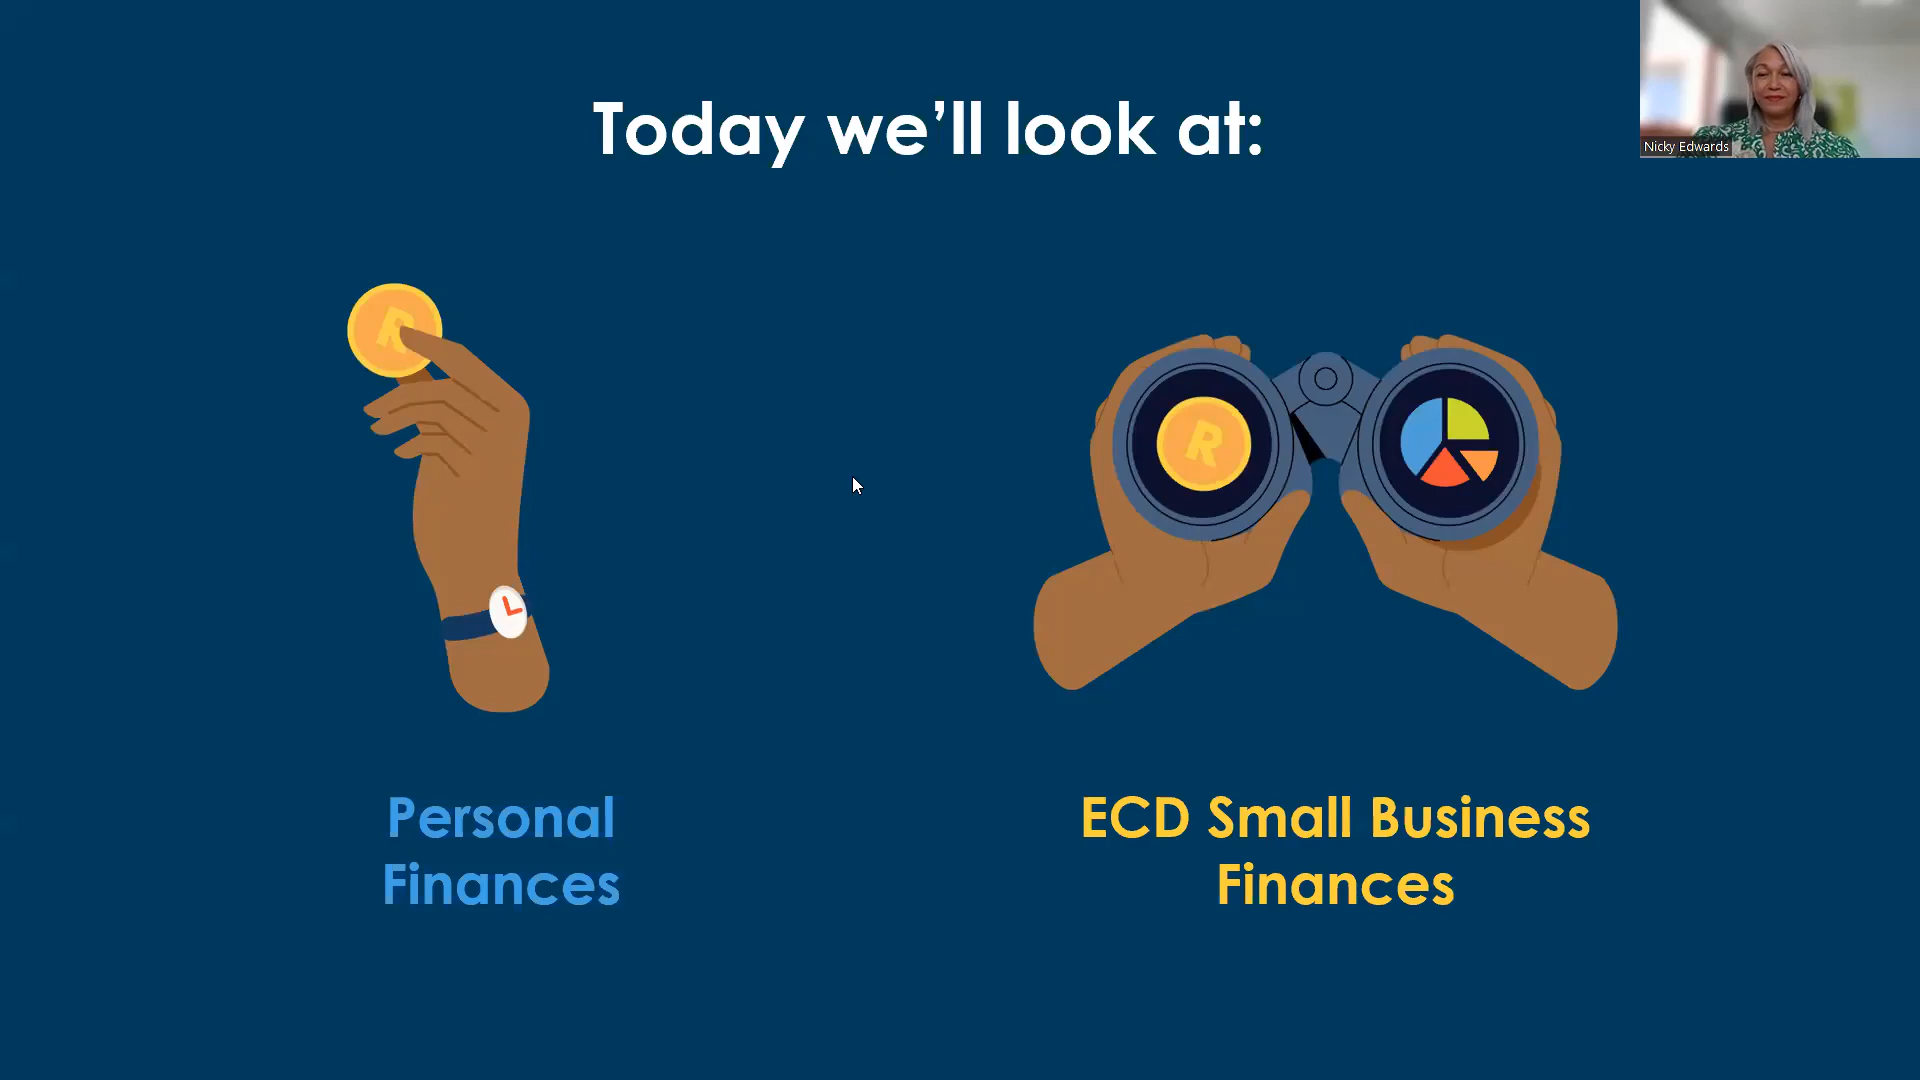 Today we’ll look at:
Nicky Edwards
R
R
Personal
Finances
ECD Small Business
Finances